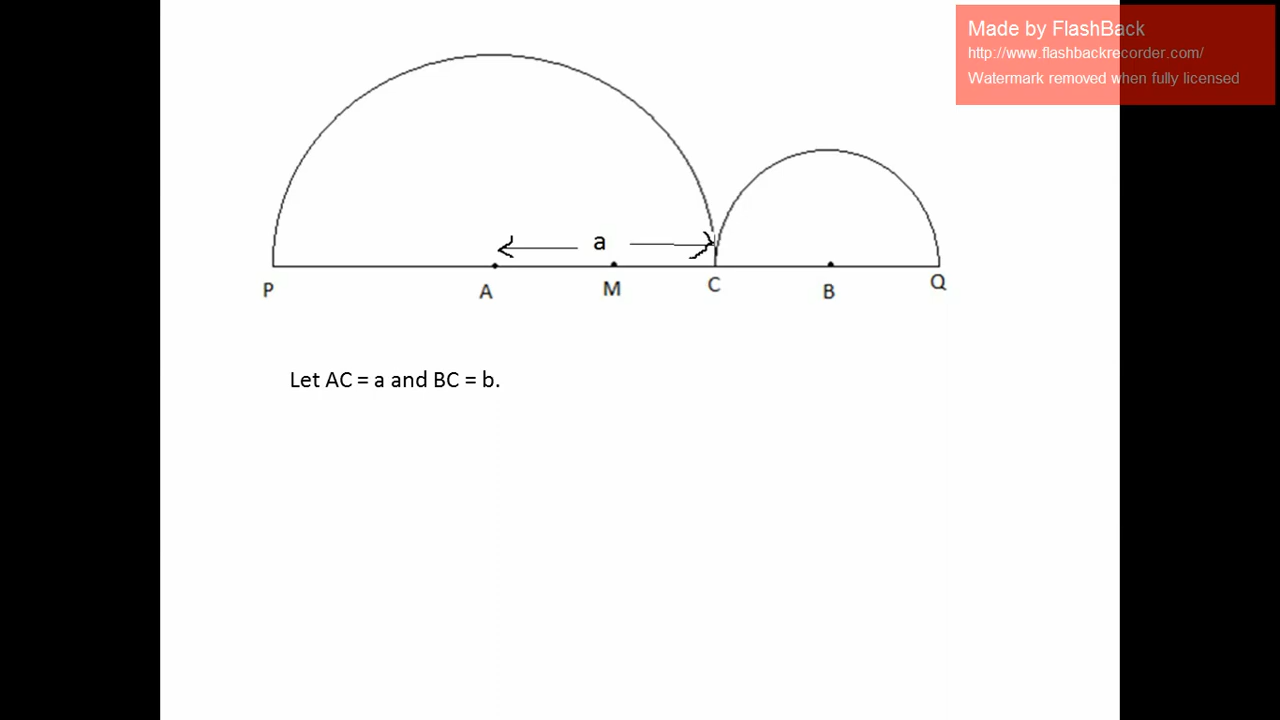 Made by FlashBack
http://www.flashbackrecorder.com/
Watermark removed when fully licensed
a
P A M C B Q
Let AC = a and BC = b.